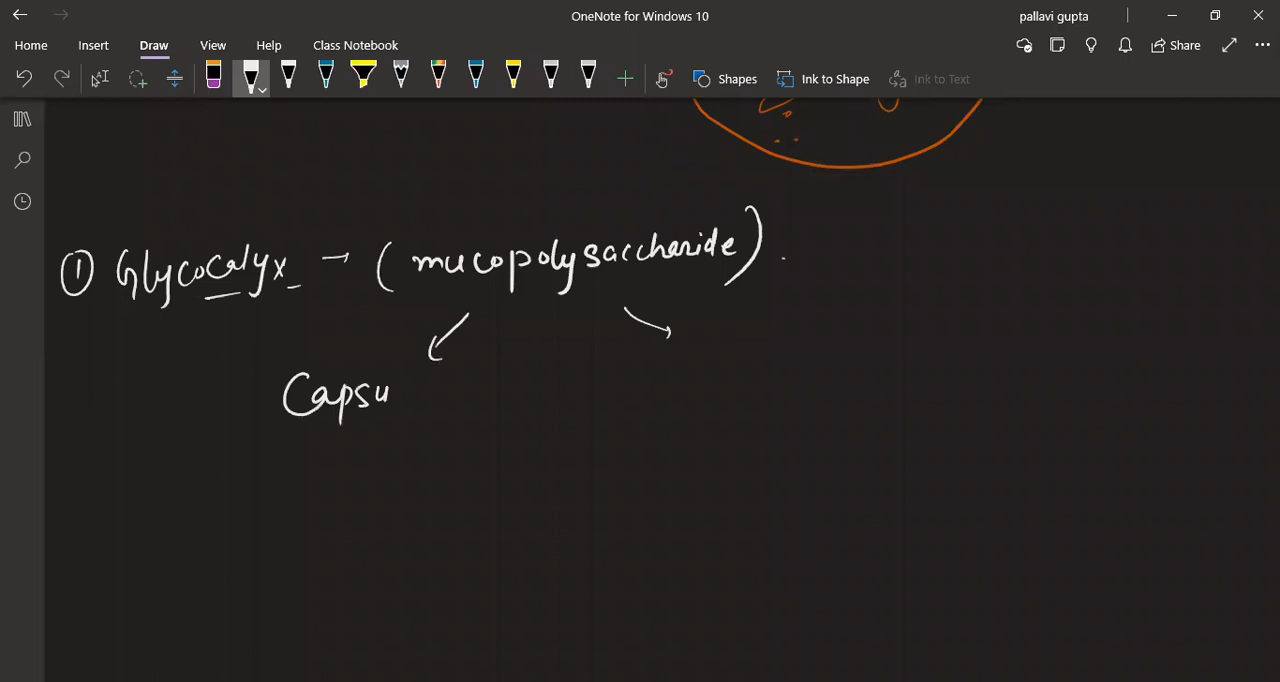 OneNote for Windows 10
pallavi gupta
Home Insert Draw View Help Class Notebook
Share
Shapes Ink to Shape Ink to Text
① Glycocalyx → (mucopolysaccharide).
Capsu